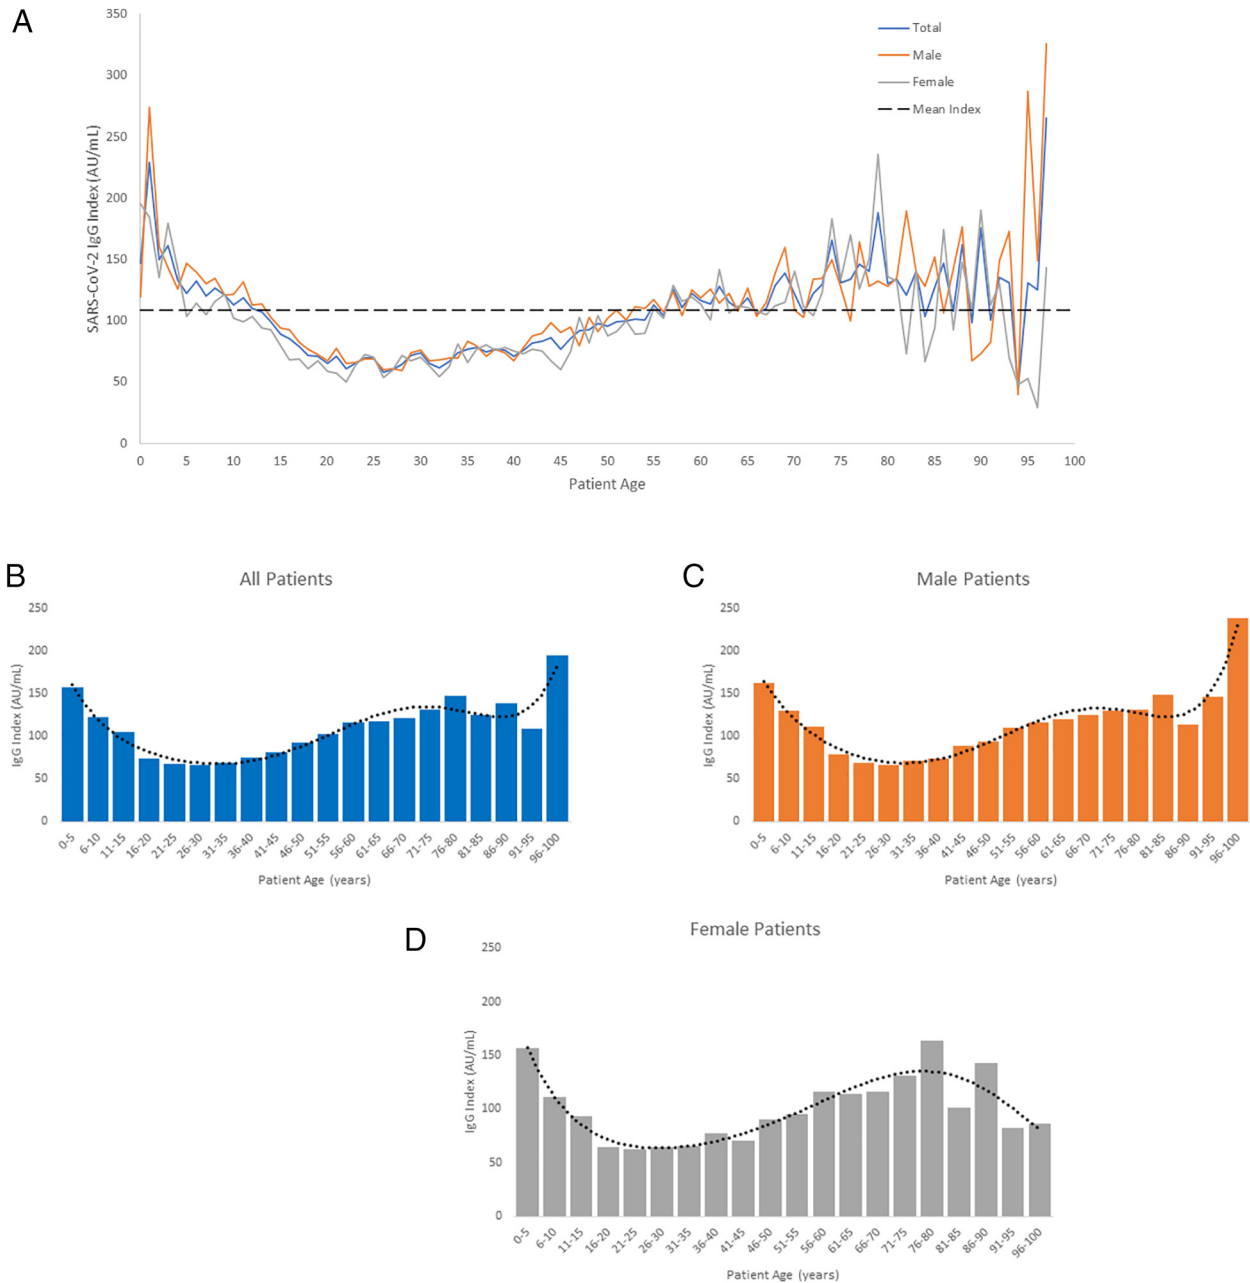 A
350
300
250
200
150
100
50
0
SARS-CoV-2 IgG Index (AU/mL)
Total
Male
Female
Mean Index
0 5 10 15 20 25 30 35 40 45 50 55 60 65 70 75 80 85 90 95 100
Patient Age
B
All Patients
250
200
150
100
50
0
IgG Index (AU/mL)
0-5 6-10 11-15 16-20 21-25 26-30 31-35 36-40 41-45 46-50 51-55 56-60 61-65 66-70 71-75 76-80 81-85 86-90 91-95 96-100
Patient Age (years)
C
Male Patients
250
200
150
100
50
0
IgG Index (AU/mL)
0-5 6-10 11-15 16-20 21-25 26-30 31-35 36-40 41-45 46-50 51-55 56-60 61-65 66-70 71-75 76-80 81-85 86-90 91-95 96-100
Patient Age (years)
D
Female Patients
250
200
150
100
50
0
IgG Index (AU/mL)
0-5 6-10 11-15 16-20 21-25 26-30 31-35 36-40 41-45 46-50 51-55 56-60 61-65 66-70 71-75 76-80 81-85 86-90 91-95 96-100
Patient Age (years)